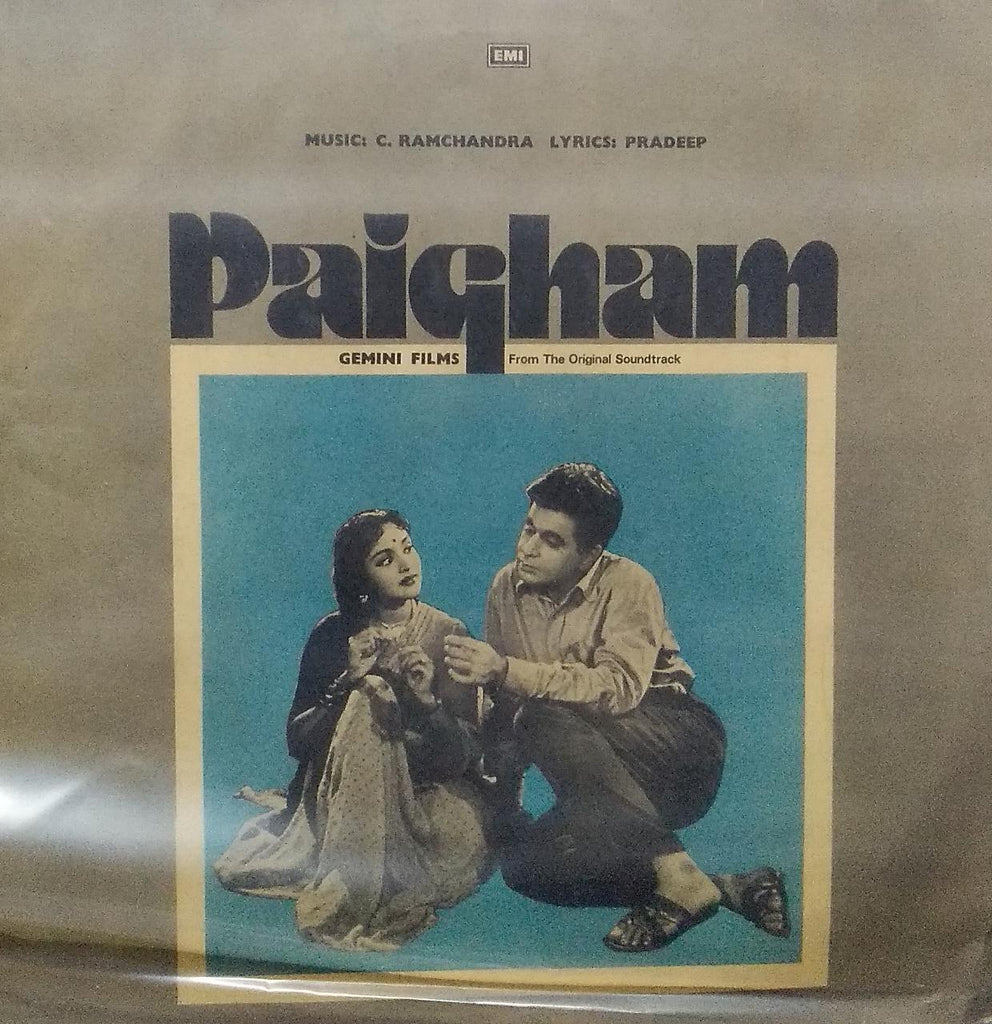 EMI
MUSIC: C. RAMCHANDRA LYRICS: PRADEEP
Paigham
GEMINI FILMS From The Original Soundtrack